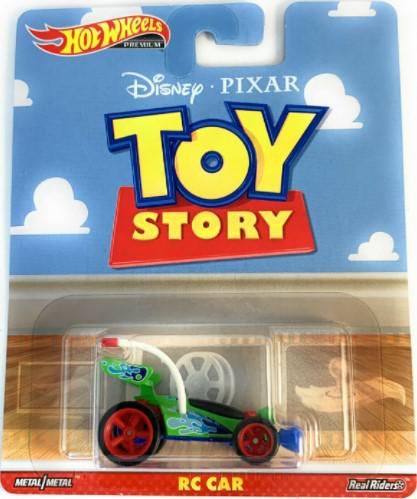 HOT WHEELS
PREMIUM
DISNEY · PIXAR
TOY
STORY
METAL/METAL
RC CAR
Real Riders